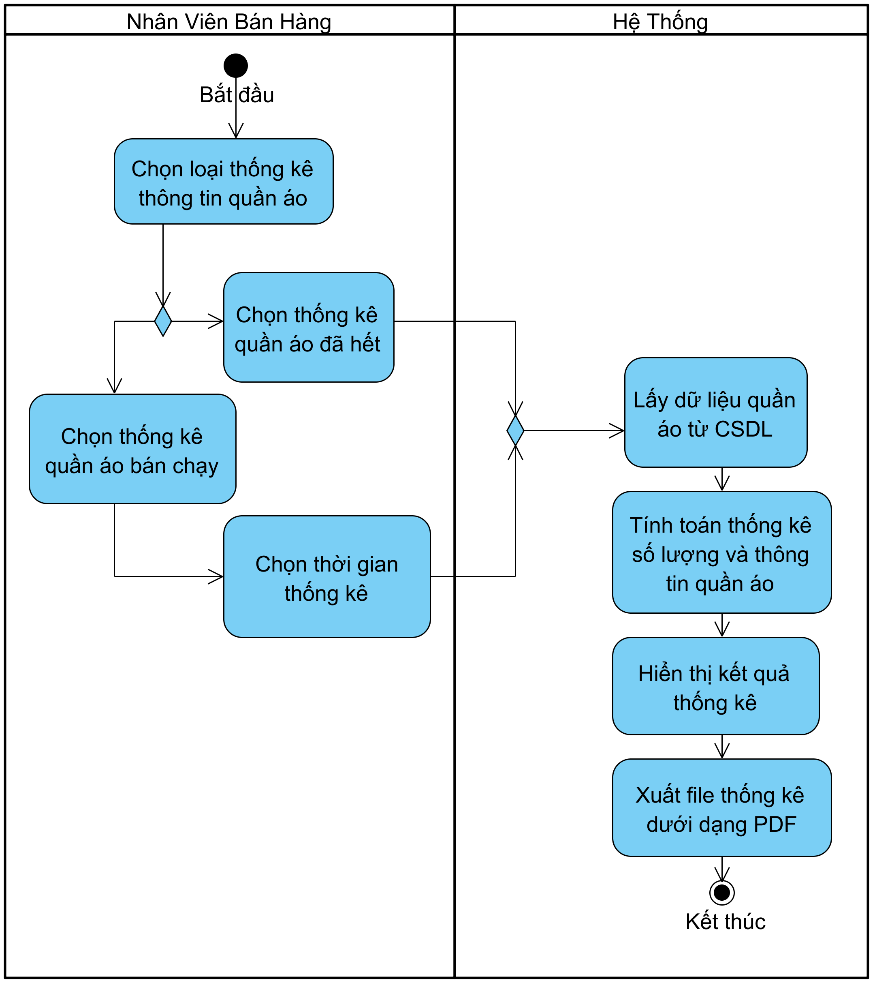 Nhân Viên Bán Hàng
Hệ Thống
Bắt đầu
Chọn loại thống kê
thông tin quần áo
Chọn thống kê
quần áo đã hết
Chọn thống kê
quần áo bán chạy
Chọn thời gian
thống kê
Lấy dữ liệu quần
áo từ CSDL
Tính toán thống kê
số lượng và thông
tin quần áo
Hiển thị kết quả
thống kê
Xuất file thống kê
dưới dạng PDF
Kết thúc